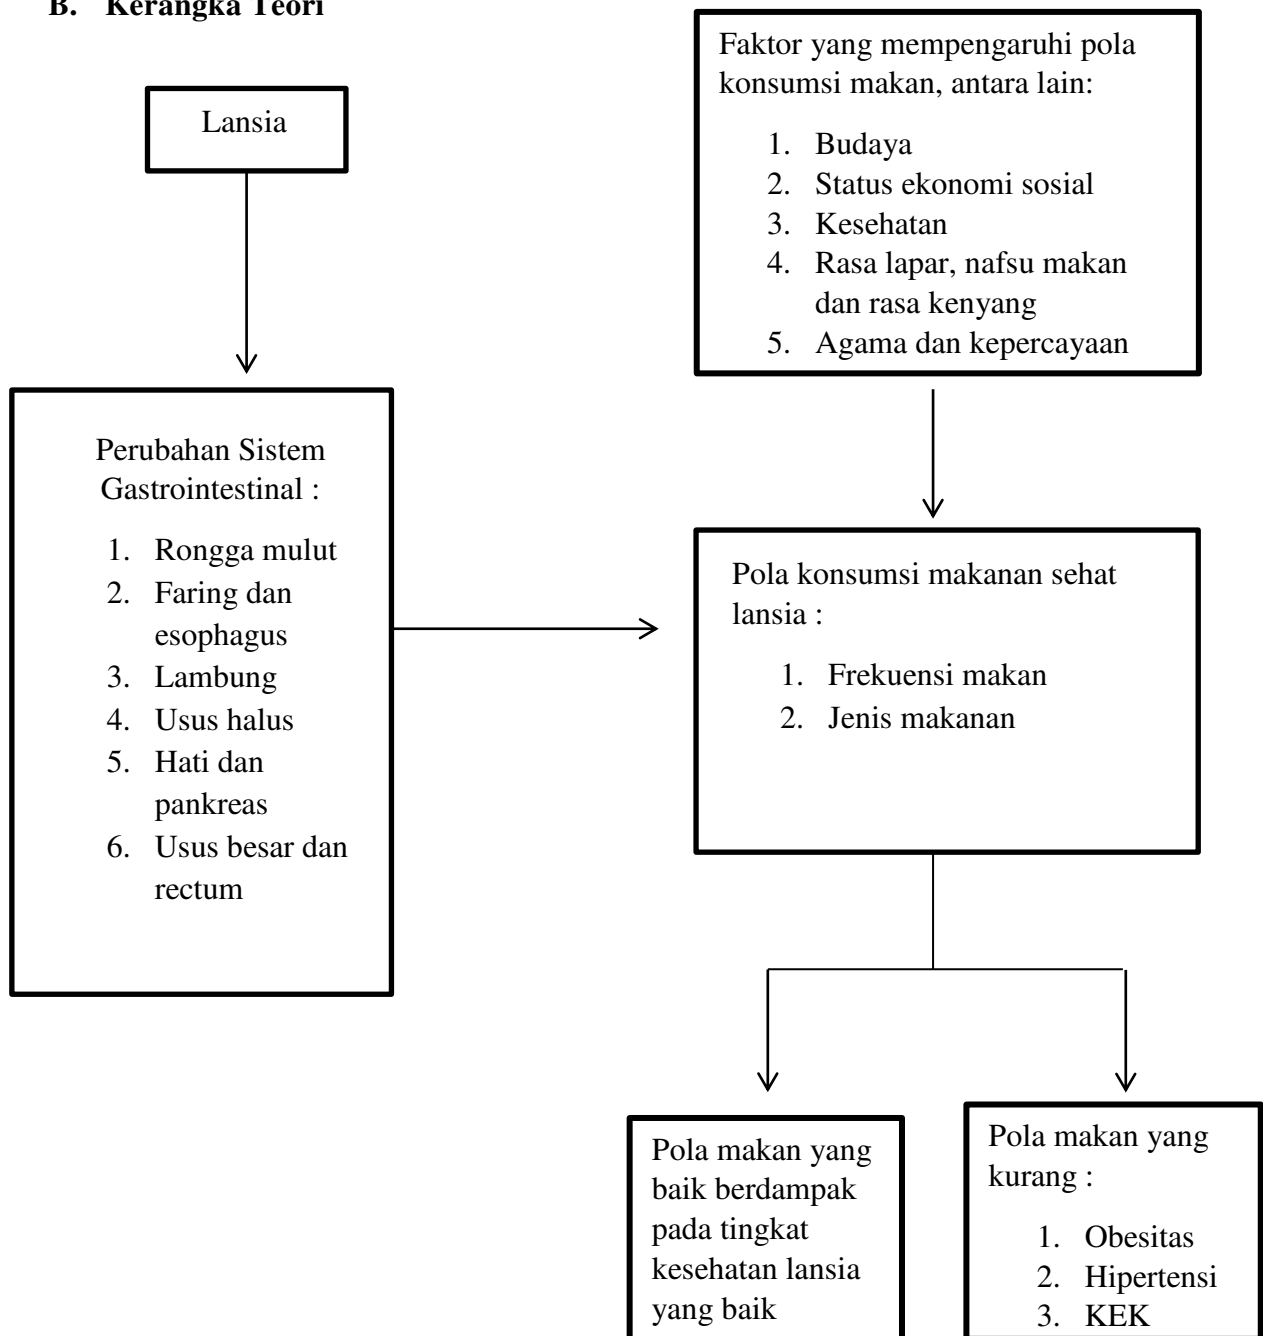 B. Kerangka Teori
Lansia
Perubahan Sistem
Gastrointestinal :
1. Rongga mulut
2. Faring dan
esophagus
3. Lambung
4. Usus halus
5. Hati dan
pankreas
6. Usus besar dan
rectum
Faktor yang mempengaruhi pola
konsumsi makan, antara lain:
1. Budaya
2. Status ekonomi sosial
3. Kesehatan
4. Rasa lapar, nafsu makan
dan rasa kenyang
5. Agama dan kepercayaan
Pola konsumsi makanan sehat
lansia :
1. Frekuensi makan
2. Jenis makanan
Pola makan yang
baik berdampak
pada tingkat
kesehatan lansia
yang baik
Pola makan yang
kurang :
1. Obesitas
2. Hipertensi
3. KEK